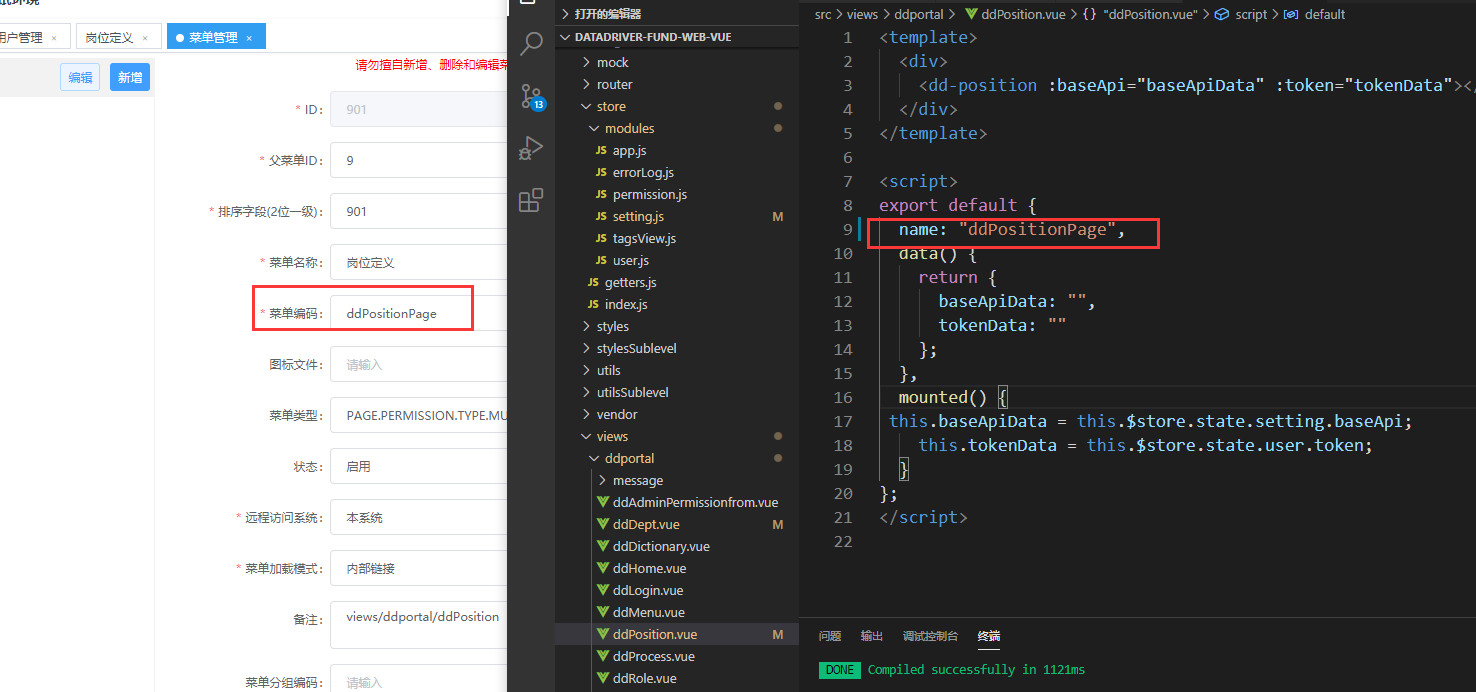 户管理 ×
岗位定义 ×
菜单管理 ×
编辑
新增
请勿擅自新增、删除和编辑菜
* ID:
901
* 父菜单ID:
9
* 排序字段(2位一级):
901
* 菜单名称:
岗位定义
* 菜单编码:
ddPositionPage
图标文件:
请输入
菜单类型:
PAGE.PERMISSION.TYPE.MU
状态:
启用
* 远程访问系统:
本系统
* 菜单加载模式:
内部链接
备注:
views/ddportal/ddPosition
菜单分组编码:
请输入
13
打开的编辑器
DATADRIVER-FUND-WEB-VUE
mock
router
store
modules
JS app.js
JS errorLog.js
JS permission.js
JS setting.js M
JS tagsView.js
JS user.js
JS getters.js
JS index.js
styles
stylesSublevel
utils
utilsSublevel
vendor
views
ddportal
message
ddAdminPermissionfrom.vue
ddDept.vue M
ddDictionary.vue
ddHome.vue
ddLogin.vue
ddMenu.vue
ddPosition.vue M
ddProcess.vue
ddRole.vue
src > views > ddportal > ddPosition.vue > {} "ddPosition.vue" > script > default
1 <template>
2 <div>
3 <dd-position :baseApi="baseApiData" :token="tokenData"></
4 </div>
5 </template>
6
7 <script>
8 export default {
9 name: "ddPositionPage",
10 data() {
11 return {
12 baseApiData: "",
13 tokenData: ""
14 };
15 },
16 mounted() {
17 this.baseApiData = this.$store.state.setting.baseApi;
18 this.tokenData = this.$store.state.user.token;
19 }
20 };
21 </script>
22
问题 输出 调试控制台 终端
DONE Compiled successfully in 1121ms